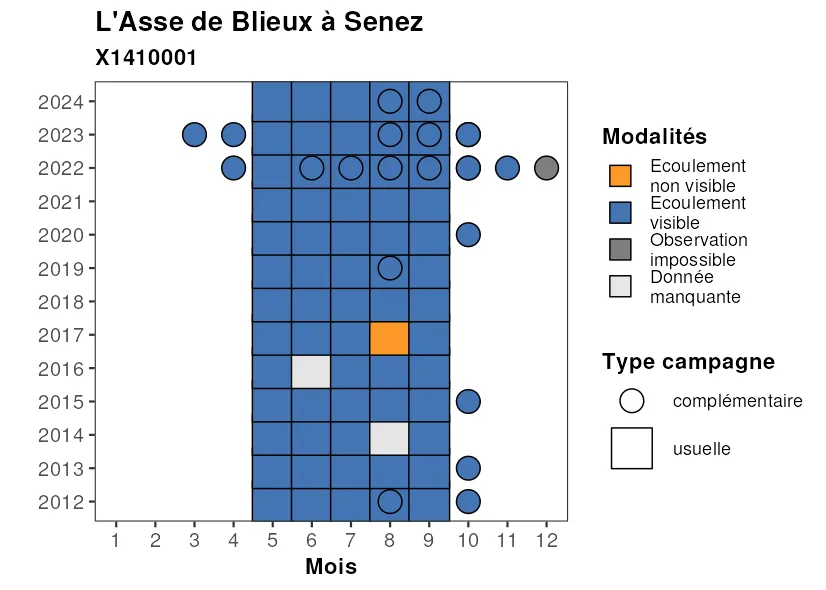 L'Asse de Blieux à Senez
X1410001
2024
2023
2022
2021
2020
2019
2018
2017
2016
2015
2014
2013
2012
1 2 3 4 5 6 7 8 9 10 11 12
Mois
Modalités
Ecoulement
non visible
Ecoulement
visible
Observation
impossible
Donnée
manquante
Type campagne
complémentaire
usuelle